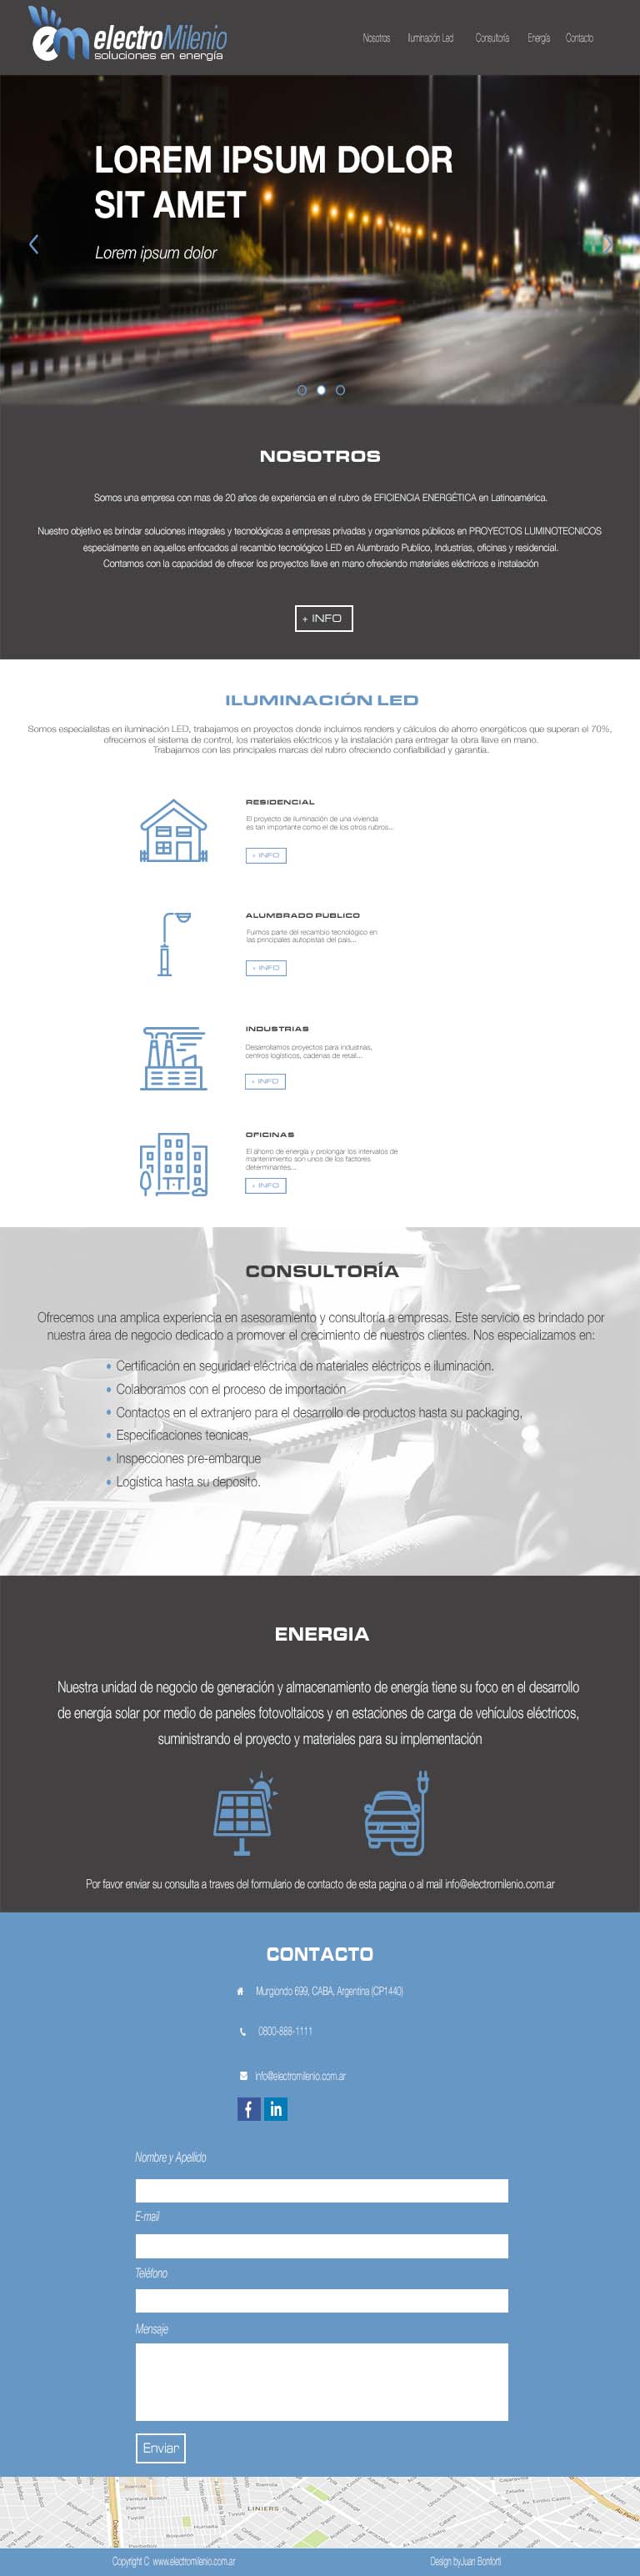 electroMilenio
soluciones en energía
Nosotros Iluminación Led Consultoría Energía Contacto
LOREM IPSUM DOLOR
SIT AMET
Lorem ipsum dolor
NOSOTROS
Somos una empresa con mas de 20 años de experiencia en el rubro de EFICIENCIA ENERGÉTICA en Latinoamérica.
Nuestro objetivo es brindar soluciones integrales y tecnológicas a empresas privadas y organismos públicos en PROYECTOS LUMINOTECNICOS
especialmente en aquellos enfocados al recambio tecnológico LED en Alumbrado Publico, Industrias, oficinas y residencial.
Contamos con la capacidad de ofrecer los proyectos llave en mano ofreciendo materiales eléctricos e instalación
+ INFO
ILUMINACIÓN LED
Somos especialistas en iluminación LED, trabajamos en proyectos donde incluimos renders y cálculos de ahorro energéticos que superan el 70%,
ofrecemos el sistema de control, los materiales eléctricos y la instalación para entregar la obra llave en mano.
Trabajamos con las principales marcas del rubro ofreciendo confiatbilidad y garantía.
RESIDENCIAL
El proyecto de iluminación de una vivienda
es tan importante como el de los otros rubros...
+ INFO
ALUMBRADO PUBLICO
Fuimos parte del recambio tecnológico en
las principales autopistas del país...
+ INFO
INDUSTRIAS
Desarrollamos proyectos para industrias,
centros logísticos, cadenas de retail...
+ INFO
OFICINAS
El ahorro de energía y prolongar los intervalos de
mantenimiento son unos de los factores
determinantes...
+ INFO
CONSULTORÍA
Ofrecemos una amplica experiencia en asesoramiento y consultoría a empresas. Este servicio es brindado por
nuestra área de negocio dedicado a promover el crecimiento de nuestros clientes. Nos especializamos en:
• Certificación en seguridad eléctrica de materiales eléctricos e iluminación.
• Colaboramos con el proceso de importación
• Contactos en el extranjero para el desarrollo de productos hasta su packaging,
• Especificaciones tecnicas,
• Inspecciones pre-embarque
• Logistica hasta su deposito.
ENERGIA
Nuestra unidad de negocio de generación y almacenamiento de energía tiene su foco en el desarrollo
de energía solar por medio de paneles fotovoltaicos y en estaciones de carga de vehículos eléctricos,
suministrando el proyecto y materiales para su implementación
Por favor enviar su consulta a traves del formulario de contacto de esta pagina o al mail info@electromilenio.com.ar
CONTACTO
Murgiondo 699, CABA, Argentina (CP1440)
0800-888-1111
info@electromilenio.com.ar
f in
Nombre y Apellido
E-mail
Teléfono
Mensaje
Enviar
LINIERS
Copyright C www.electromilenio.com.ar
Design byJuan Bonforti